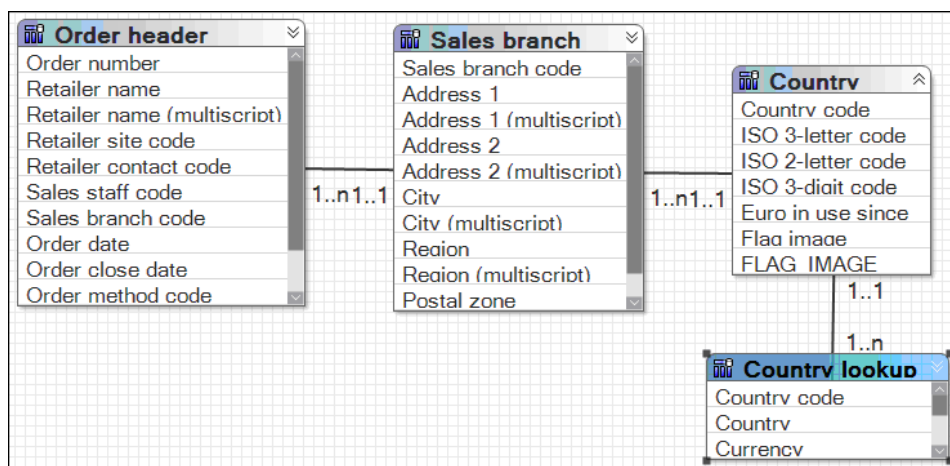 Order header
Order number
Retailer name
Retailer name (multiscript)
Retailer site code
Retailer contact code
Sales staff code
Sales branch code
Order date
Order close date
Order method code
1..n
1..1
Sales branch
Sales branch code
Address 1
Address 1 (multiscript)
Address 2
Address 2 (multiscript)
City
City (multiscript)
Region
Region (multiscript)
Postal zone
1..n
1..1
Country
Country code
ISO 3-letter code
ISO 2-letter code
ISO 3-digit code
Euro in use since
Flag image
FLAG_IMAGE
1..1
1..n
Country lookup
Country code
Country
Currency